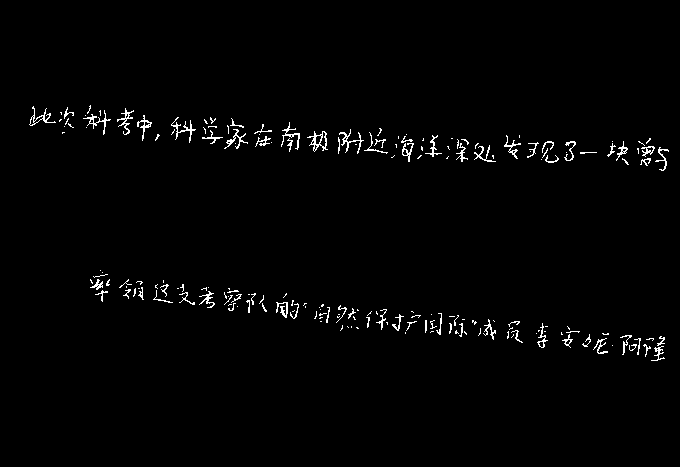 此次科考中,科学家在南极附近海洋深处发现了一块曾与
率领这支考察队的“自然保护国际”成员李安妮·阿隆